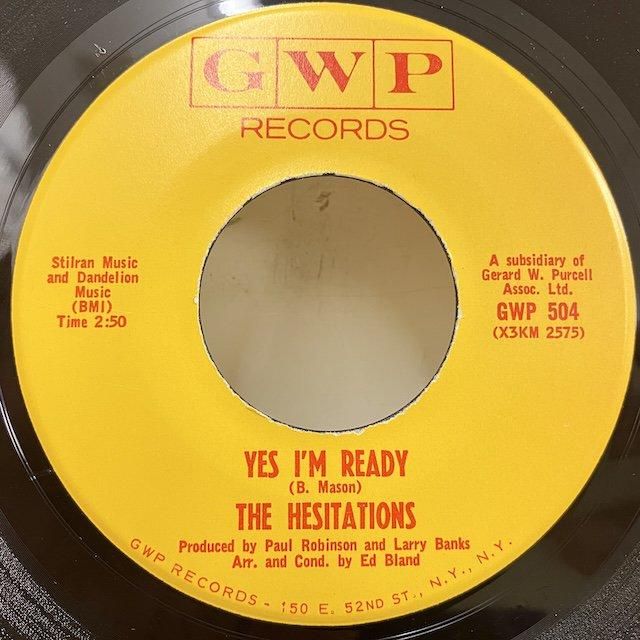 GWP
RECORDS
Stilran Music
and Dandelion
Music
(BMI)
Time 2:50
A subsidiary of
Gerard W. Purcell
Assoc. Ltd.
GWP 504
(X3KM 2575)
YES I'M READY
(B. Mason)
THE HESITATIONS
Produced by Paul Robinson and Larry Banks
Arr. and Cond. by Ed Bland
GWP RECORDS - 150 E. 52ND ST., N.Y., N.Y.